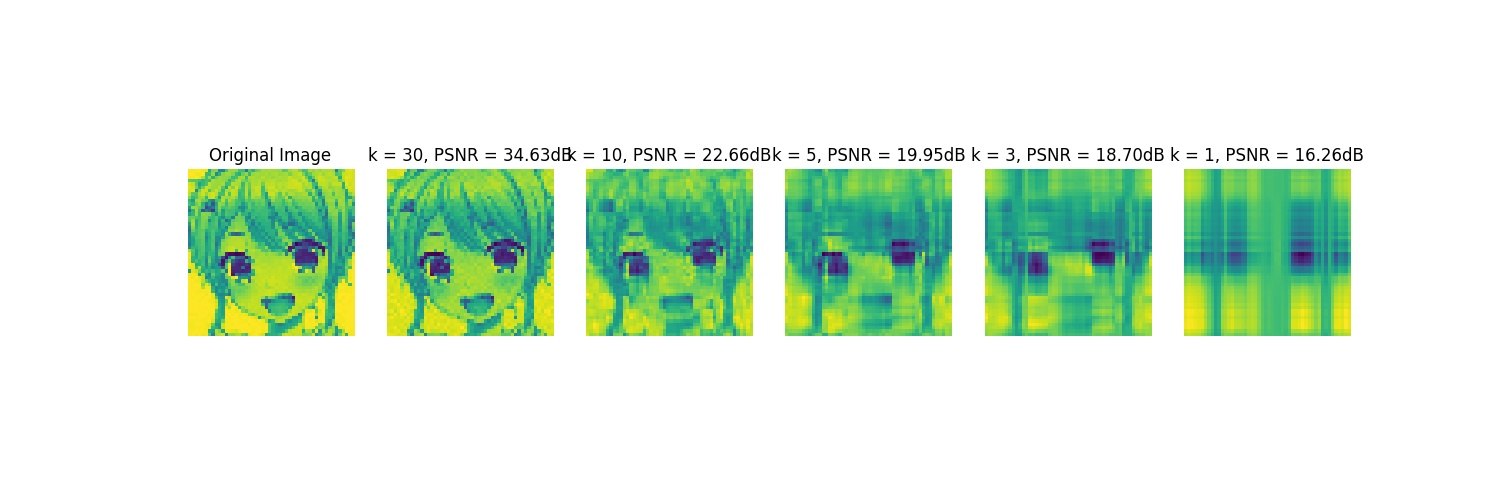 Original Image
k = 30, PSNR = 34.63dB
k = 10, PSNR = 22.66dB
k = 5, PSNR = 19.95dB
k = 3, PSNR = 18.70dB
k = 1, PSNR = 16.26dB